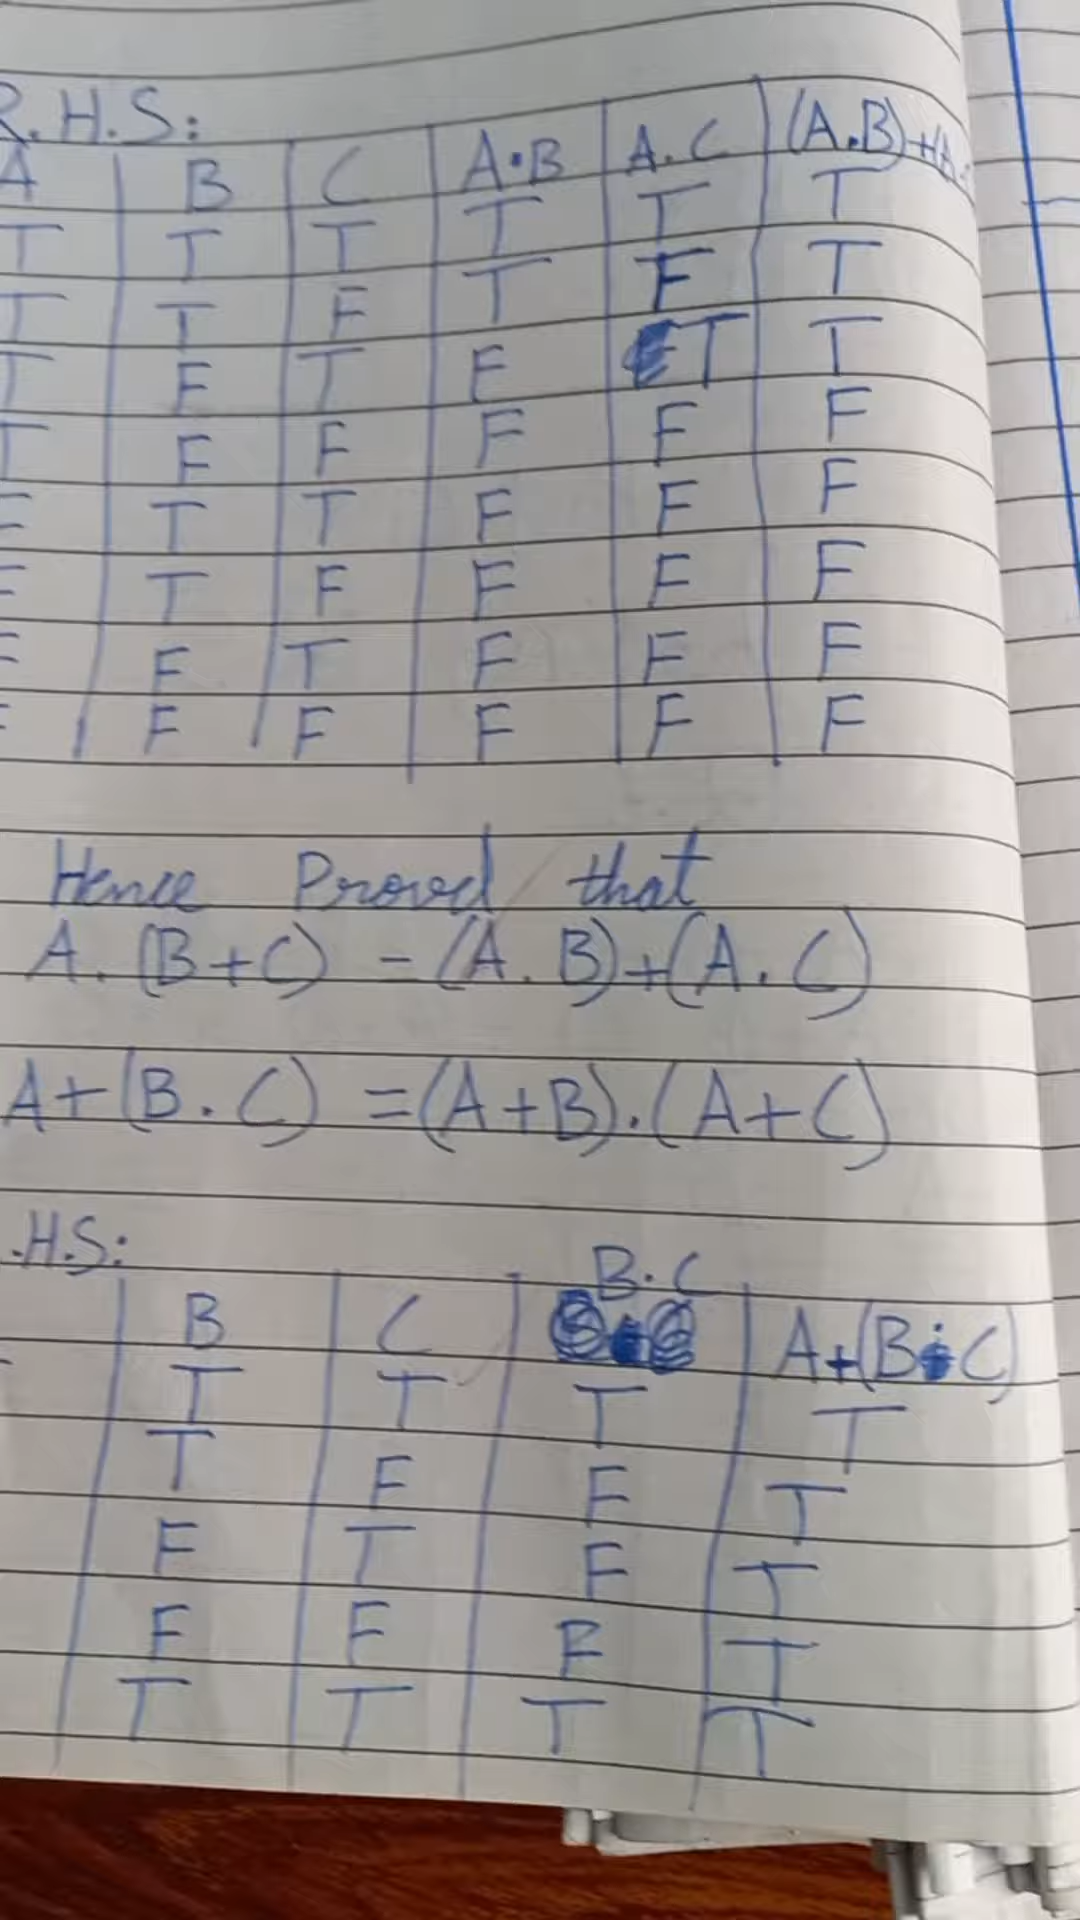 R.H.S:
A B C A.B A.C (A.B)+(A.
T T T T T T
T T F T F T
T F T F T T
T F F F F F
F T T F F F
F T F F F F
F F T F F F
F F F F F F
Hence Proved that
A.(B+C) - (A.B)+(A.C)
A+(B.C) =(A+B).(A+C)
.H.S:
B C B.C A+(B.C)
T T T T
T F F T
F T F T
F F F T
T T T T